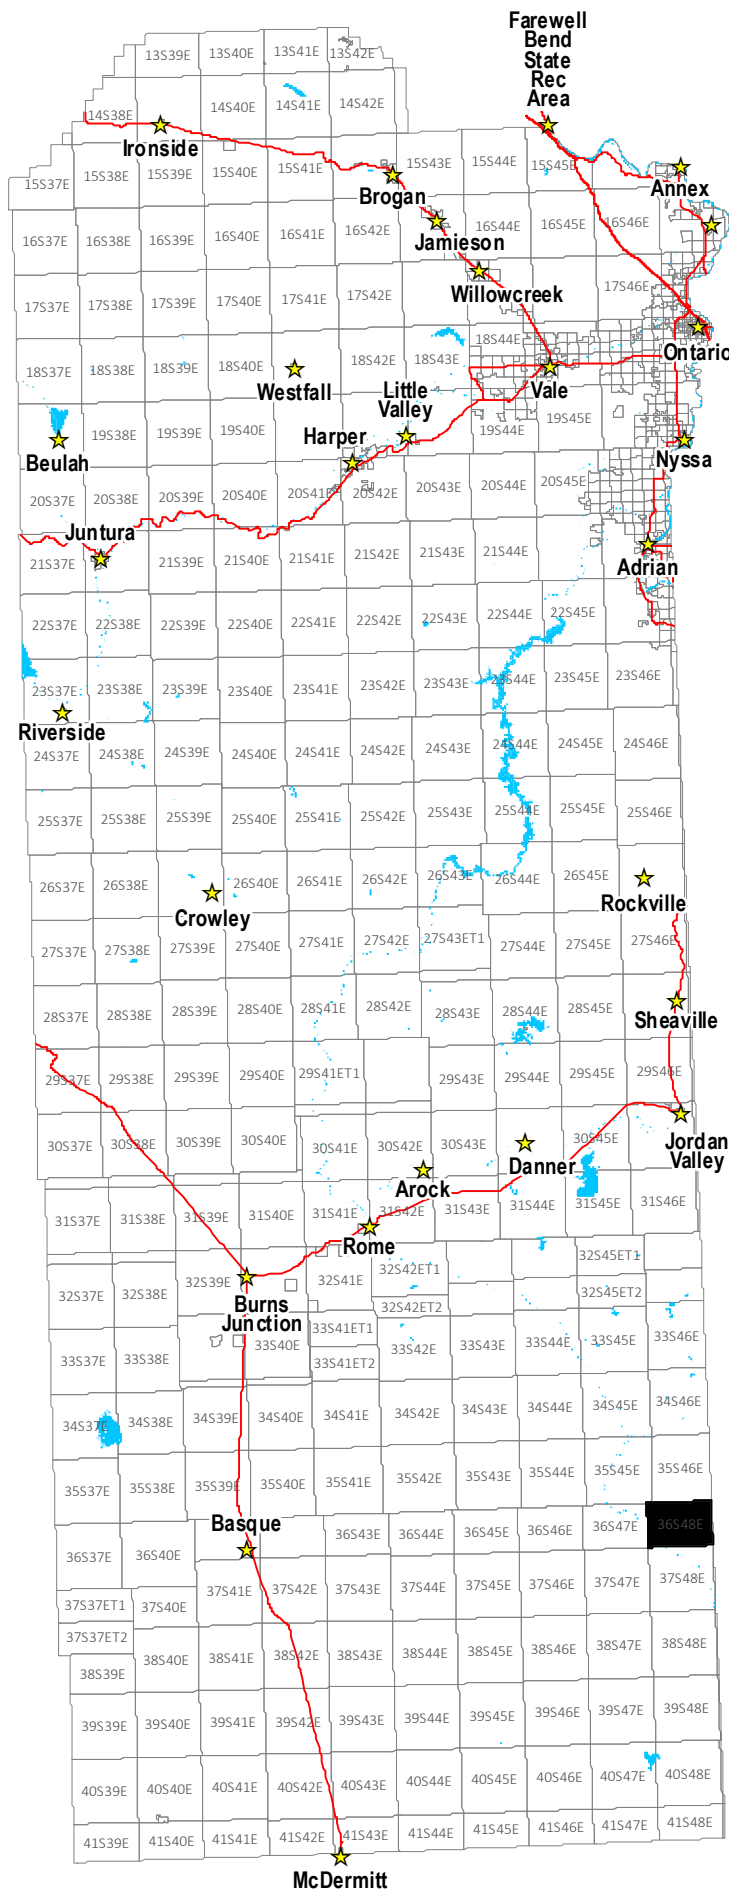 Farewell
Bend
State
Rec
Area
13S39E 13S40E 13S41E 13S42E
14S38E 14S40E 14S41E 14S42E
Ironside
15S37E 15S38E 15S39E 15S40E 15S41E 15S43E 15S44E 15S45E
Brogan
Annex
16S37E 16S38E 16S39E 16S40E 16S41E 16S42E 16S44E 16S45E 16S46E
Jamieson
17S37E 17S38E 17S39E 17S40E 17S41E 17S42E 17S46E
Willowcreek
Ontario
18S37E 18S38E 18S39E 18S40E 18S42E 18S43E 18S44E
Westfall
Vale
Little
Valley
19S38E 19S39E 19S40E 19S44E 19S45E
Harper
Beulah
Nyssa
20S37E 20S38E 20S39E 20S40E 20S41E 20S42E 20S43E 20S44E 20S45E
Juntura
21S37E 21S39E 21S40E 21S41E 21S42E 21S43E 21S44E
Adrian
22S37E 22S38E 22S39E 22S40E 22S41E 22S42E 22S43E 22S44E 22S45E
23S37E 23S38E 23S39E 23S40E 23S41E 23S42E 23S43E 23S44E 23S45E 23S46E
Riverside
24S37E 24S38E 24S39E 24S40E 24S41E 24S42E 24S43E 24S44E 24S45E 24S46E
25S37E 25S38E 25S39E 25S40E 25S41E 25S42E 25S43E 25S44E 25S45E 25S46E
26S37E 26S38E 26S40E 26S41E 26S42E 26S43E 26S44E 26S45E
Crowley
Rockville
27S37E 27S38E 27S39E 27S40E 27S41E 27S42E 27S43ET1 27S44E 27S45E 27S46E
28S37E 28S38E 28S39E 28S40E 28S41E 28S42E 28S43E 28S44E 28S45E
Sheaville
29S37E 29S38E 29S39E 29S40E 29S41ET1 29S43E 29S44E 29S45E 29S46E
30S37E 30S38E 30S39E 30S40E 30S41E 30S42E 30S43E 30S45E
Danner
Jordan
Valley
Arock
31S37E 31S38E 31S39E 31S40E 31S41E 31S42E 31S43E 31S44E 31S45E 31S46E
Rome
32S37E 32S38E 32S39E 32S41E 32S42ET1 32S45ET1
32S42ET2 32S45ET2
Burns
Junction
33S37E 33S38E 33S40E 33S41ET1 33S42E 33S43E 33S44E 33S45E 33S46E
33S41ET2
34S37E 34S38E 34S39E 34S40E 34S41E 34S42E 34S43E 34S44E 34S45E 34S46E
35S37E 35S38E 35S39E 35S40E 35S41E 35S42E 35S43E 35S44E 35S45E 35S46E
Basque
36S37E 36S40E 36S43E 36S44E 36S45E 36S46E 36S47E 36S48E
37S37ET1 37S40E 37S41E 37S42E 37S43E 37S44E 37S45E 37S46E 37S47E 37S48E
37S37ET2
38S39E 38S40E 38S41E 38S42E 38S43E 38S44E 38S45E 38S46E 38S47E 38S48E
39S39E 39S40E 39S41E 39S42E 39S43E 39S44E 39S45E 39S46E 39S47E 39S48E
40S39E 40S40E 40S41E 40S42E 40S43E 40S44E 40S45E 40S46E 40S47E 40S48E
41S39E 41S40E 41S41E 41S42E 41S43E 41S44E 41S45E 41S46E 41S47E 41S48E
McDermitt